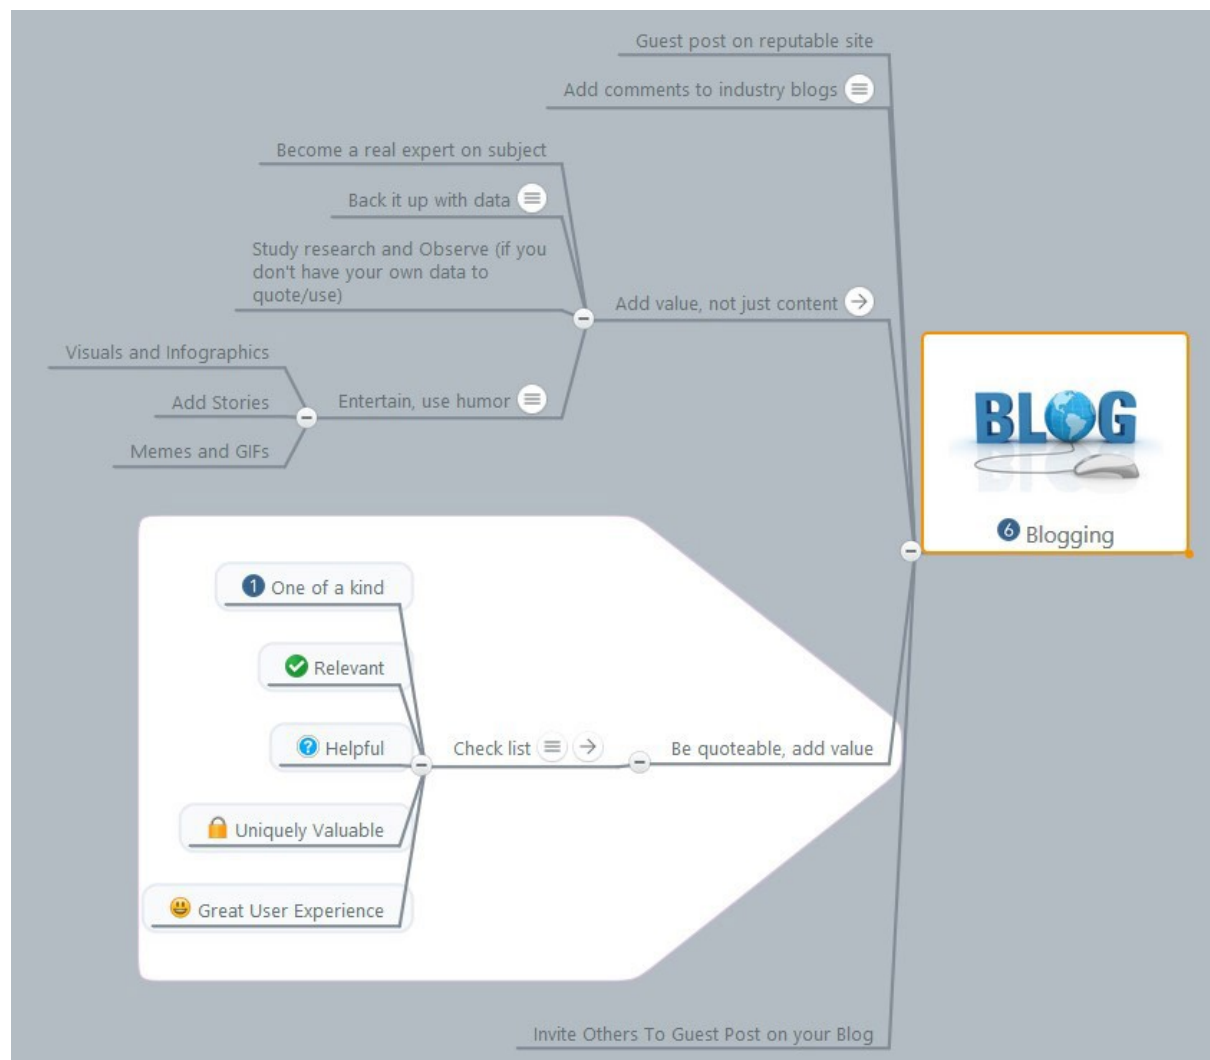 Guest post on reputable site
Add comments to industry blogs
Become a real expert on subject
Back it up with data
Study research and Observe (if you
don't have your own data to
quote/use)
Add value, not just content
Visuals and Infographics
Add Stories
Entertain, use humor
Memes and GIFs
BLOG
6 Blogging
1 One of a kind
Relevant
? Helpful
Check list
Be quoteable, add value
Uniquely Valuable
Great User Experience
Invite Others To Guest Post on your Blog